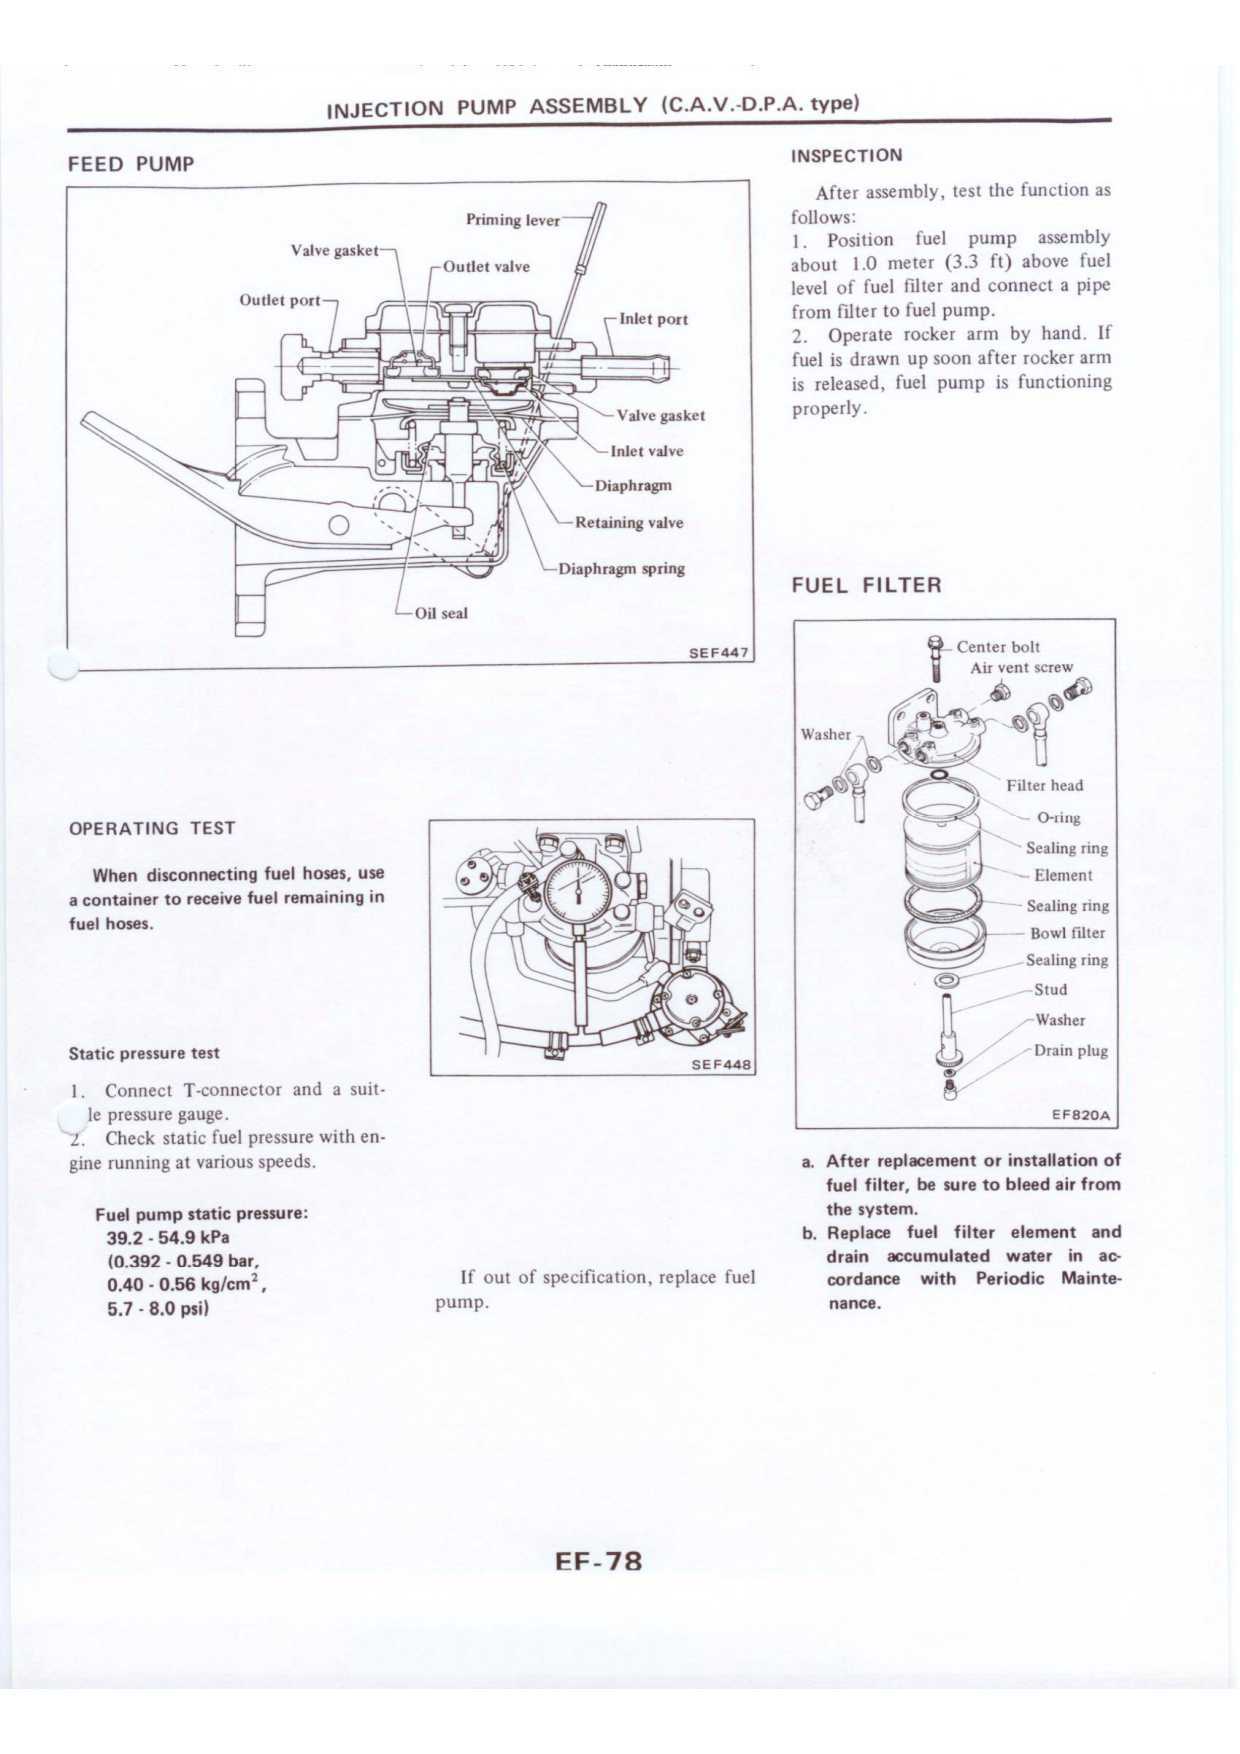 INJECTION PUMP ASSEMBLY (C.A.V.-D.P.A. type)
FEED PUMP
Priming lever
Valve gasket
Outlet valve
Outlet port
Inlet port
Valve gasket
Inlet valve
Diaphragm
Retaining valve
Diaphragm spring
Oil seal
SEF447
OPERATING TEST
When disconnecting fuel hoses, use
a container to receive fuel remaining in
fuel hoses.
Static pressure test
1. Connect T-connector and a suit-
le pressure gauge.
2. Check static fuel pressure with en-
gine running at various speeds.
Fuel pump static pressure:
39.2 - 54.9 kPa
(0.392 - 0.549 bar,
0.40 - 0.56 kg/cm²,
5.7 - 8.0 psi)
SEF448
If out of specification, replace fuel
pump.
INSPECTION
After assembly, test the function as
follows:
1. Position fuel pump assembly
about 1.0 meter (3.3 ft) above fuel
level of fuel filter and connect a pipe
from filter to fuel pump.
2. Operate rocker arm by hand. If
fuel is drawn up soon after rocker arm
is released, fuel pump is functioning
properly.
FUEL FILTER
Center bolt
Air vent screw
Washer
Filter head
O-ring
Sealing ring
Element
Sealing ring
Bowl filter
Sealing ring
Stud
Washer
Drain plug
EF820A
a. After replacement or installation of
fuel filter, be sure to bleed air from
the system.
b. Replace fuel filter element and
drain accumulated water in ac-
cordance with Periodic Mainte-
nance.
EF-78